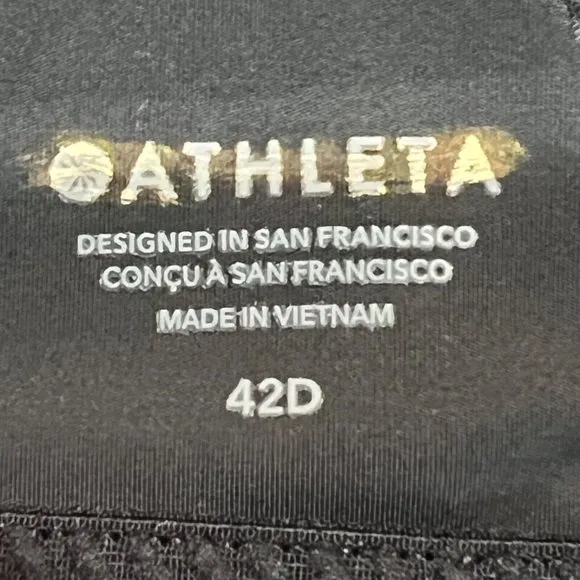 ATHLETA
DESIGNED IN SAN FRANCISCO
CONÇU À SAN FRANCISCO
MADE IN VIETNAM
42D